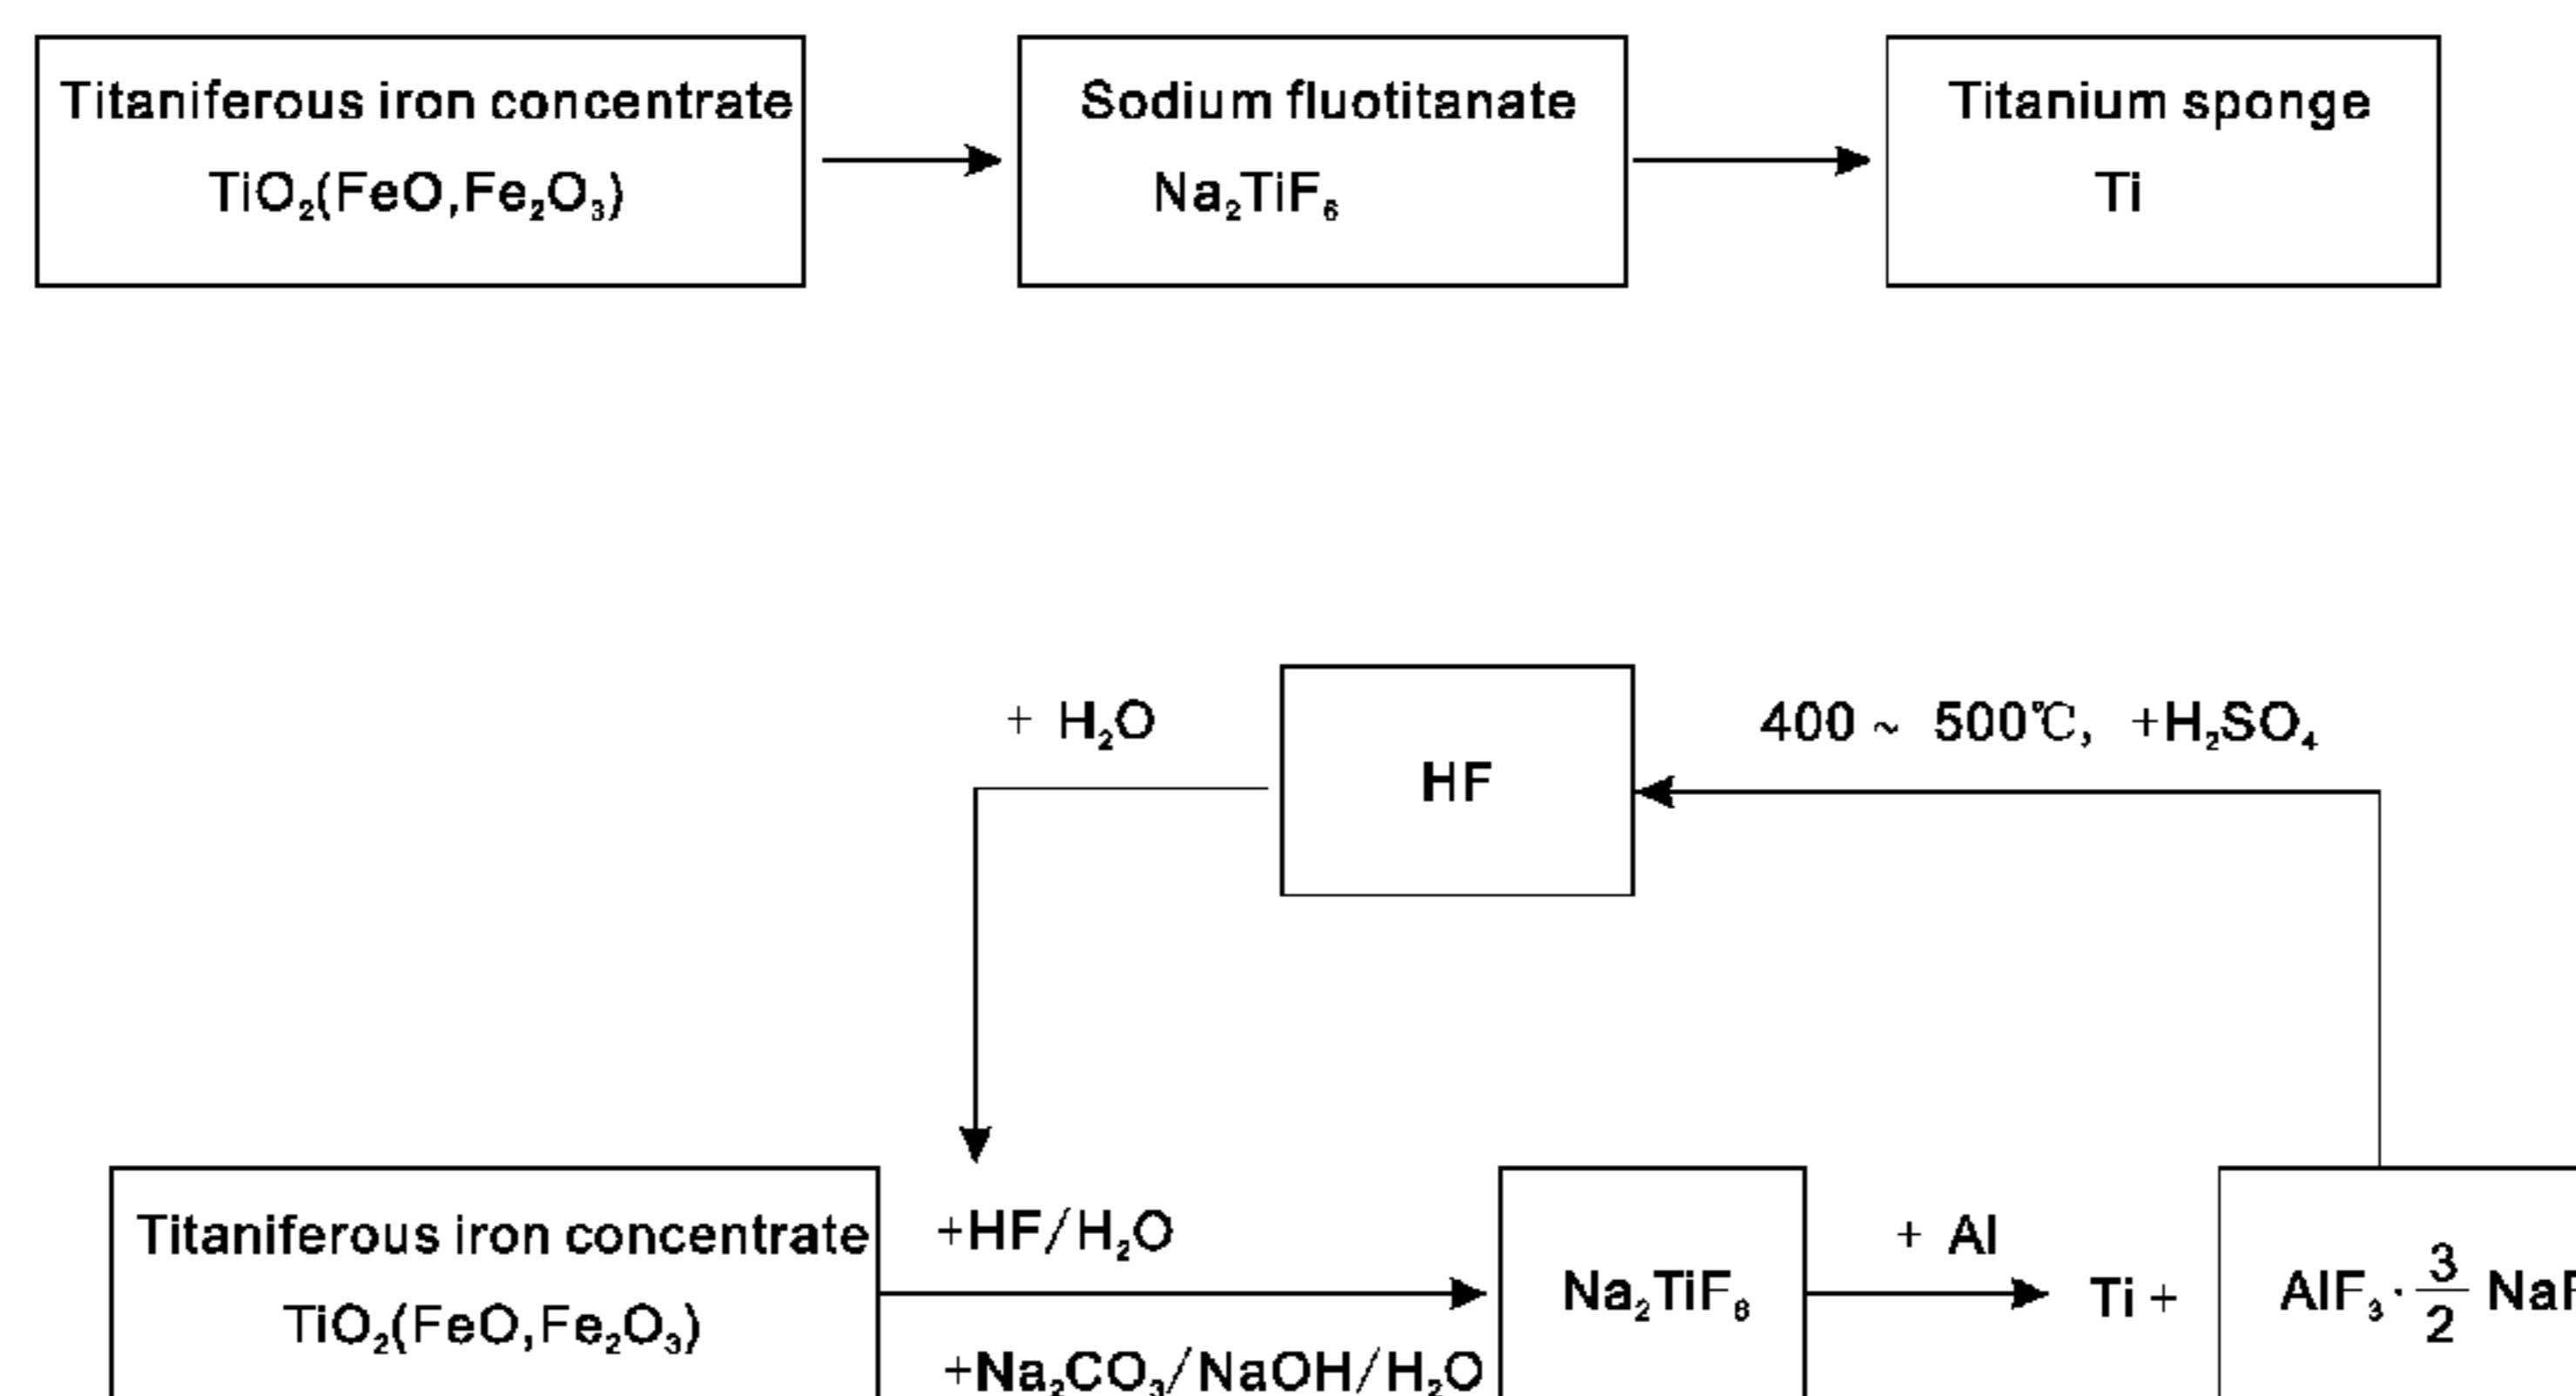 Titaniferous iron concentrate
TiO₂(FeO,Fe₂O₃)
Sodium fluotitanate
Na₂TiF₆
Titanium sponge
Ti
+ H₂O
HF
400 ~ 500℃, +H₂SO₄
Titaniferous iron concentrate
TiO₂(FeO,Fe₂O₃)
+HF/H₂O
+Na₂CO₃/NaOH/H₂O
Na₂TiF₆
+ Al
Ti +
AlF₃·3/2 NaF